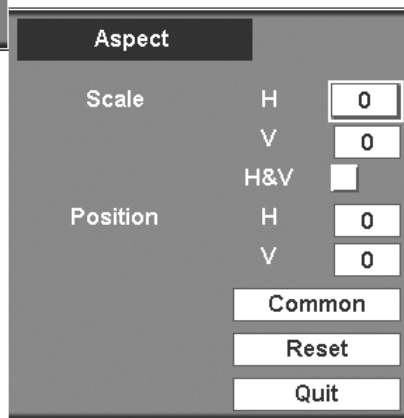 Aspect
Scale H 0
V 0
H&V
Position H 0
V 0
Common
Reset
Quit